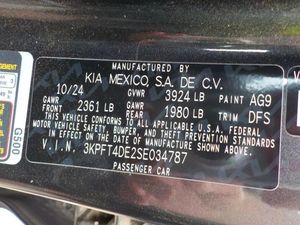 MFD BY
KIA MEXICO, S.A. DE C.V.
10/24 GVWR 3924 LB PAINT AG9
GAWR GAWR
FRONT 2361 LB REAR 1980 LB TRIM DFS
THIS VEHICLE CONFORMS TO ALL APPLICABLE U.S.A. FEDERAL
MOTOR VEHICLE SAFETY, BUMPER, AND THEFT PREVENTION STANDARDS
IN EFFECT ON THE DATE OF MANUFACTURE SHOWN ABOVE.
V.I.N. 3KPFT4DE2SE034787
PASSENGER CAR
G500